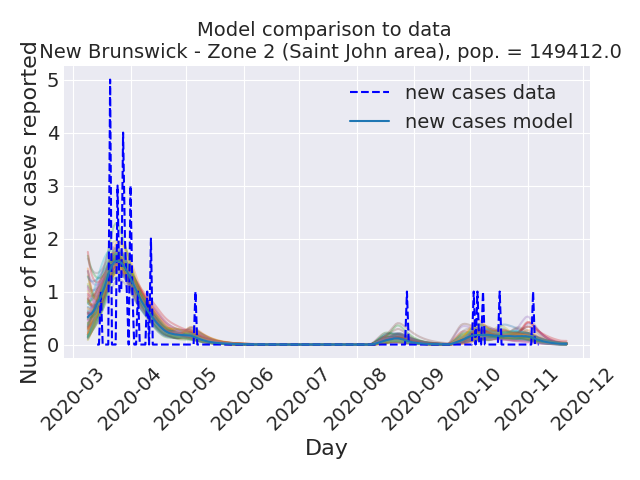 Model comparison to data
New Brunswick - Zone 2 (Saint John area), pop. = 149412.0
new cases data
new cases model
Number of new cases reported
5
4
3
2
1
0
2020-03
2020-04
2020-05
2020-06
2020-07
2020-08
2020-09
2020-10
2020-11
2020-12
Day